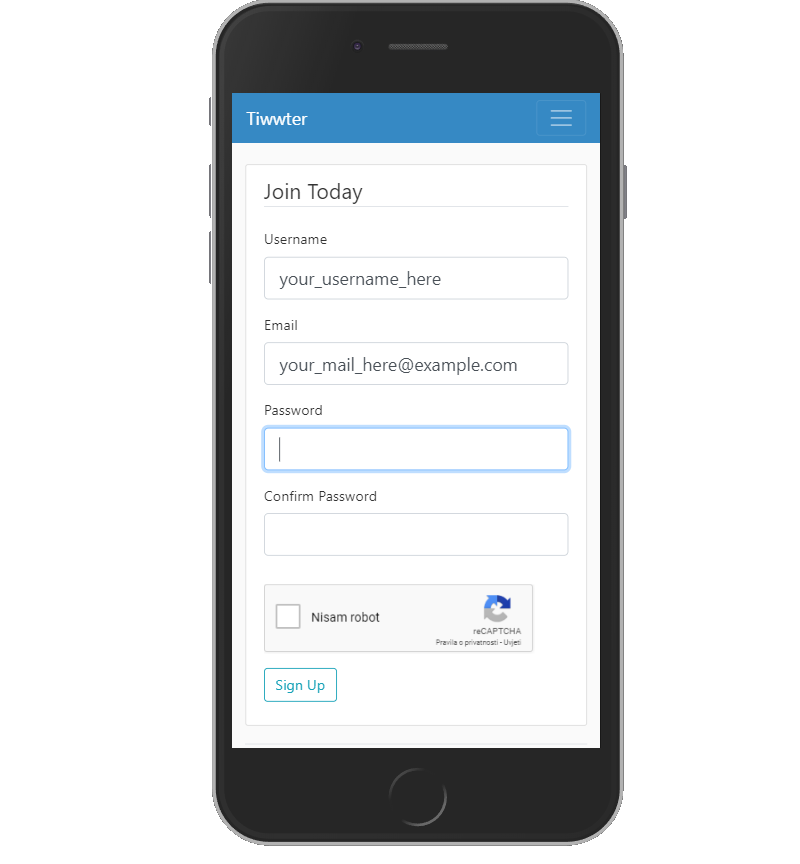 Tiwwter
Join Today
Username
your_username_here
Email
your_mail_here@example.com
Password
Confirm Password
Nisam robot
reCAPTCHA
Pravila o privatnosti - Uvjeti
Sign Up